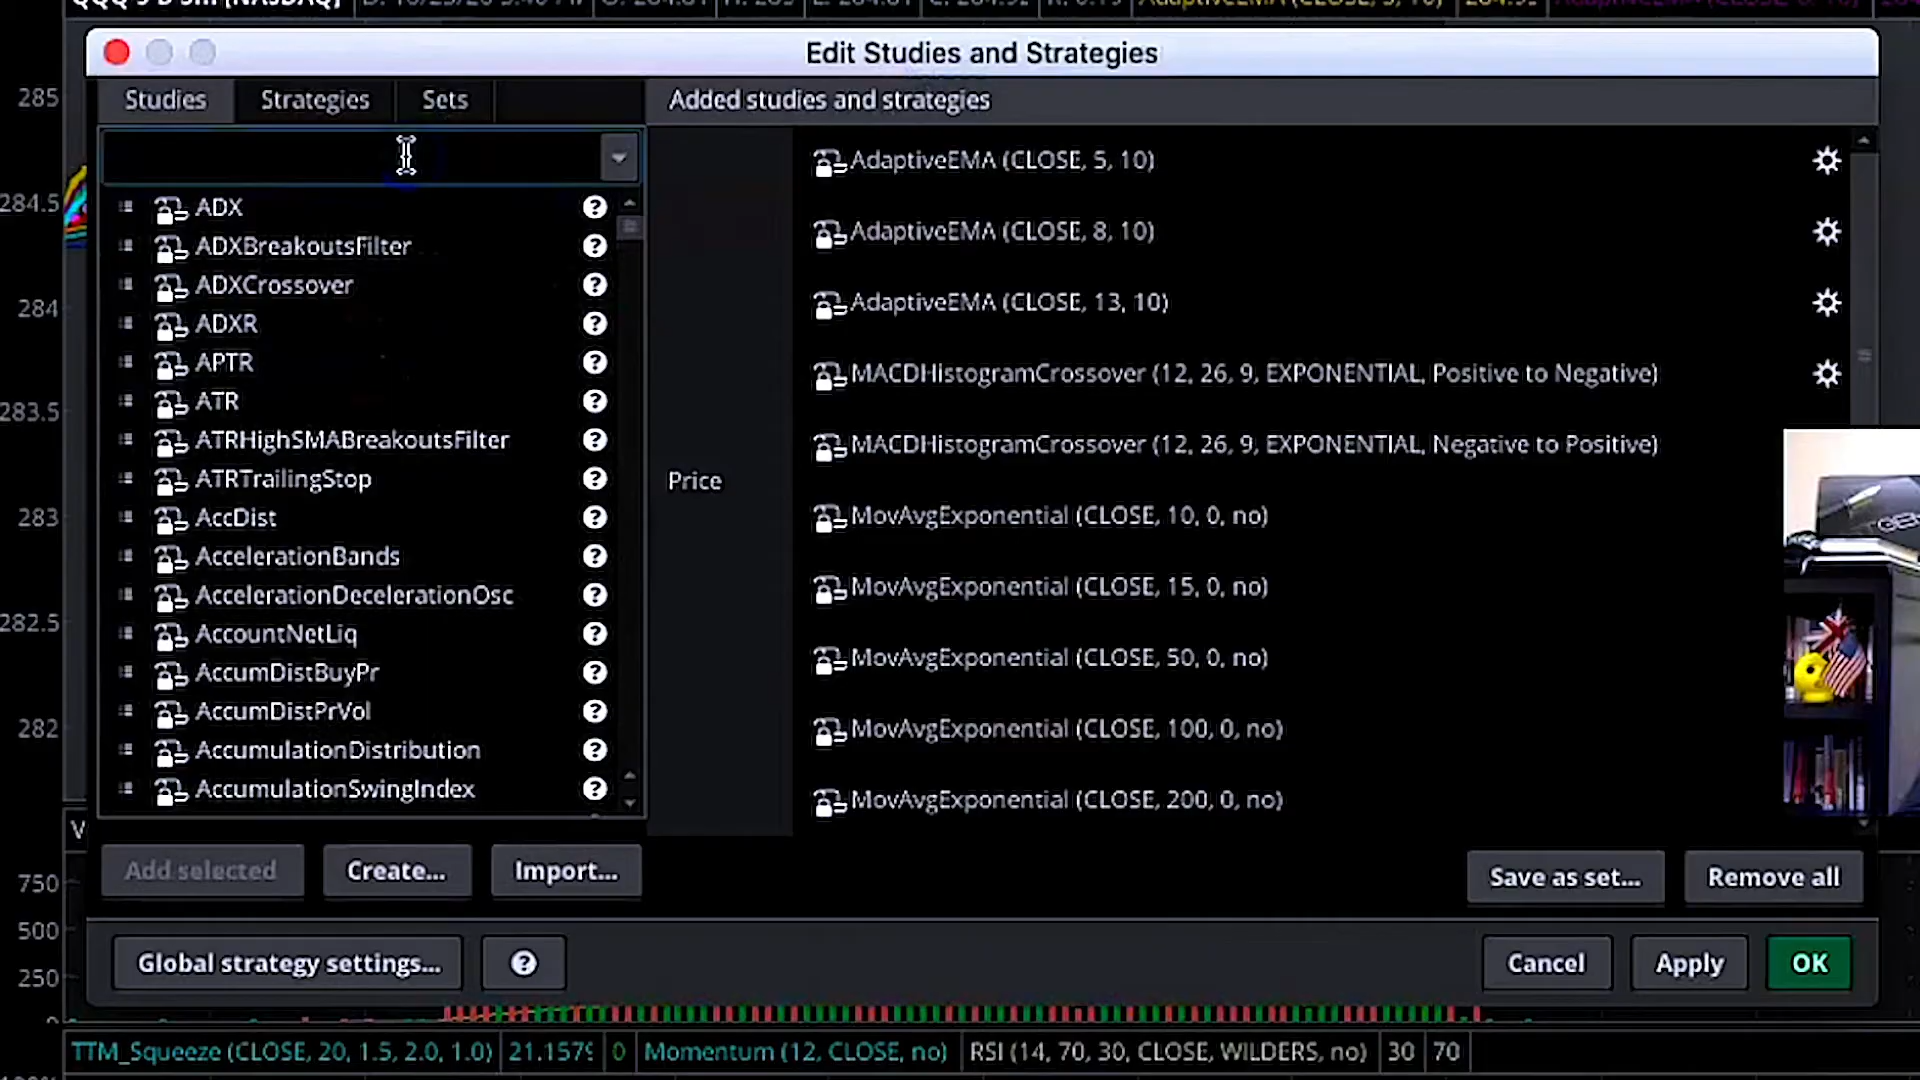 Edit Studies and Strategies
Studies
Strategies
Sets
Added studies and strategies
ADX
ADXBreakoutsFilter
ADXCrossover
ADXR
APTR
ATR
ATRHighSMABreakoutsFilter
ATRTrailingStop
AccDist
AccelerationBands
AccelerationDecelerationOsc
AccountNetLiq
AccumDistBuyPr
AccumDistPrVol
AccumulationDistribution
AccumulationSwingIndex
Price
AdaptiveEMA (CLOSE, 5, 10)
AdaptiveEMA (CLOSE, 8, 10)
AdaptiveEMA (CLOSE, 13, 10)
MACDHistogramCrossover (12, 26, 9, EXPONENTIAL, Positive to Negative)
MACDHistogramCrossover (12, 26, 9, EXPONENTIAL, Negative to Positive)
MovAvgExponential (CLOSE, 10, 0, no)
MovAvgExponential (CLOSE, 15, 0, no)
MovAvgExponential (CLOSE, 50, 0, no)
MovAvgExponential (CLOSE, 100, 0, no)
MovAvgExponential (CLOSE, 200, 0, no)
Add selected
Create...
Import...
Save as set...
Remove all
Global strategy settings...
Cancel
Apply
OK
285
284.5
284
283.5
283
282.5
282
750
500
250
0
TTM_Squeeze (CLOSE, 20, 1.5, 2.0, 1.0) 21.1579 0 Momentum (12, CLOSE, no) RSI (14, 70, 30, CLOSE, WILDERS, no) 30 70